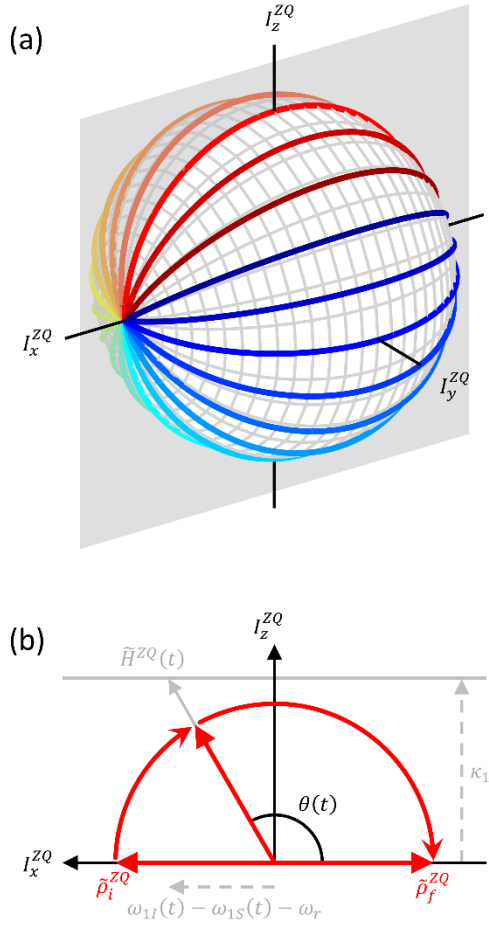 (a)
I_z^{ZQ}
I_x^{ZQ}
I_y^{ZQ}
(b)
I_z^{ZQ}
H̃^{ZQ}(t)
κ_1
θ(t)
I_x^{ZQ}
ρ̃_i^{ZQ}
ρ̃_f^{ZQ}
ω_{1I}(t) − ω_{1S}(t) − ω_r